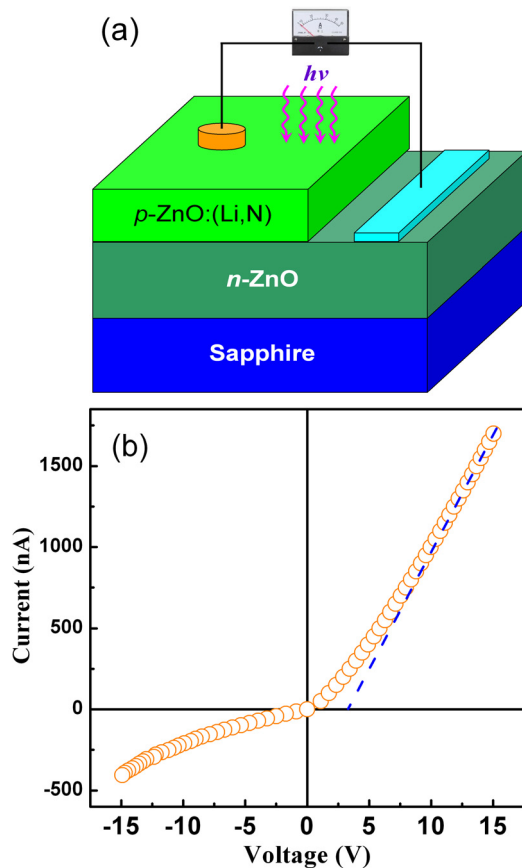 (a)
A
hν
p-ZnO:(Li,N)
n-ZnO
Sapphire
(b)
1500
1000
500
0
-500
Current (nA)
-15 -10 -5 0 5 10 15
Voltage (V)